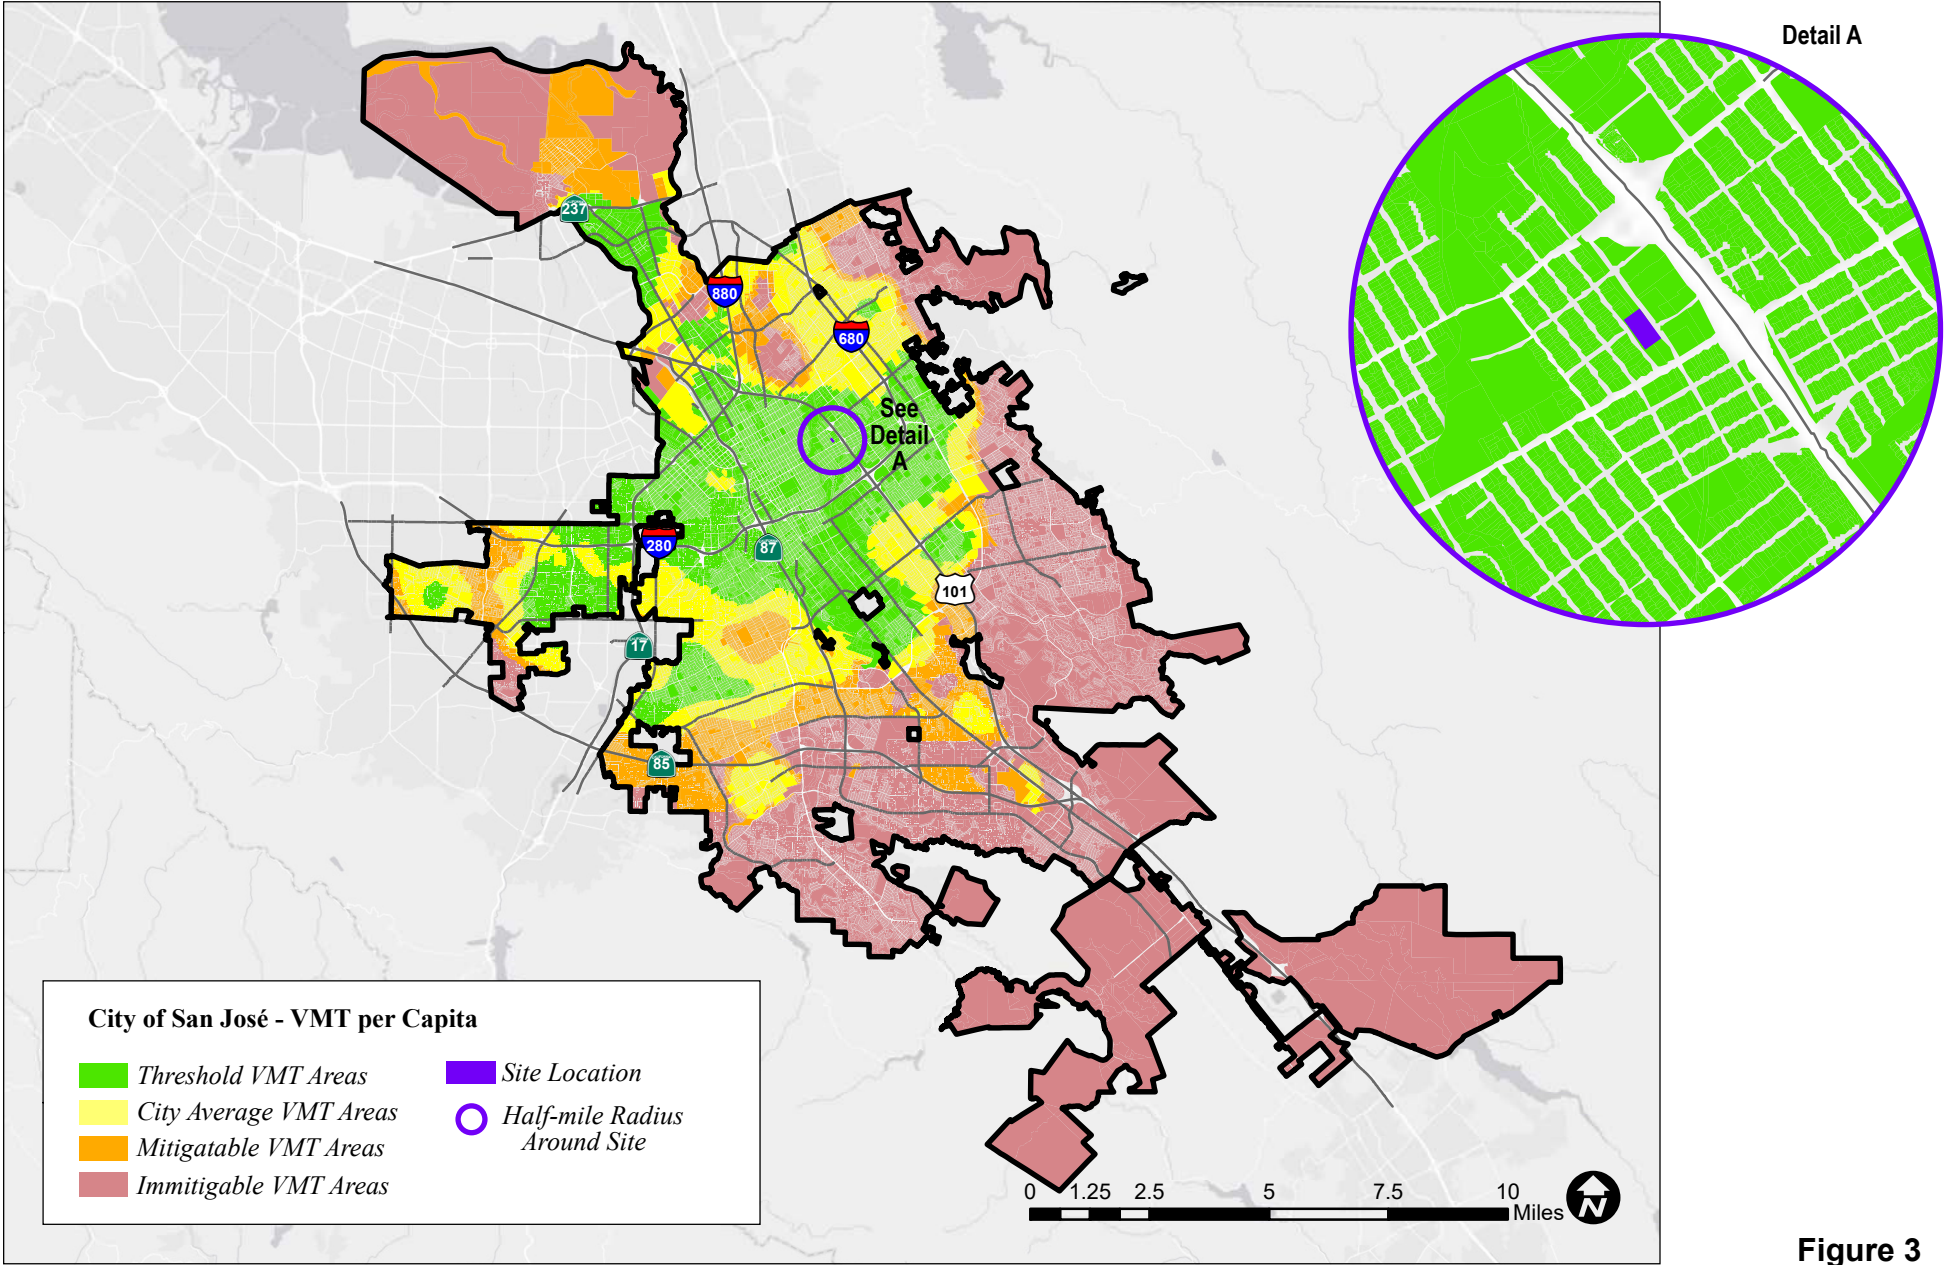 Detail A
237
880
680
See
Detail
A
280
87
101
17
85
City of San José - VMT per Capita
Threshold VMT Areas
City Average VMT Areas
Mitigatable VMT Areas
Immitigable VMT Areas
Site Location
Half-mile Radius
Around Site
0 1.25 2.5 5 7.5 10
Miles
N
Figure 3